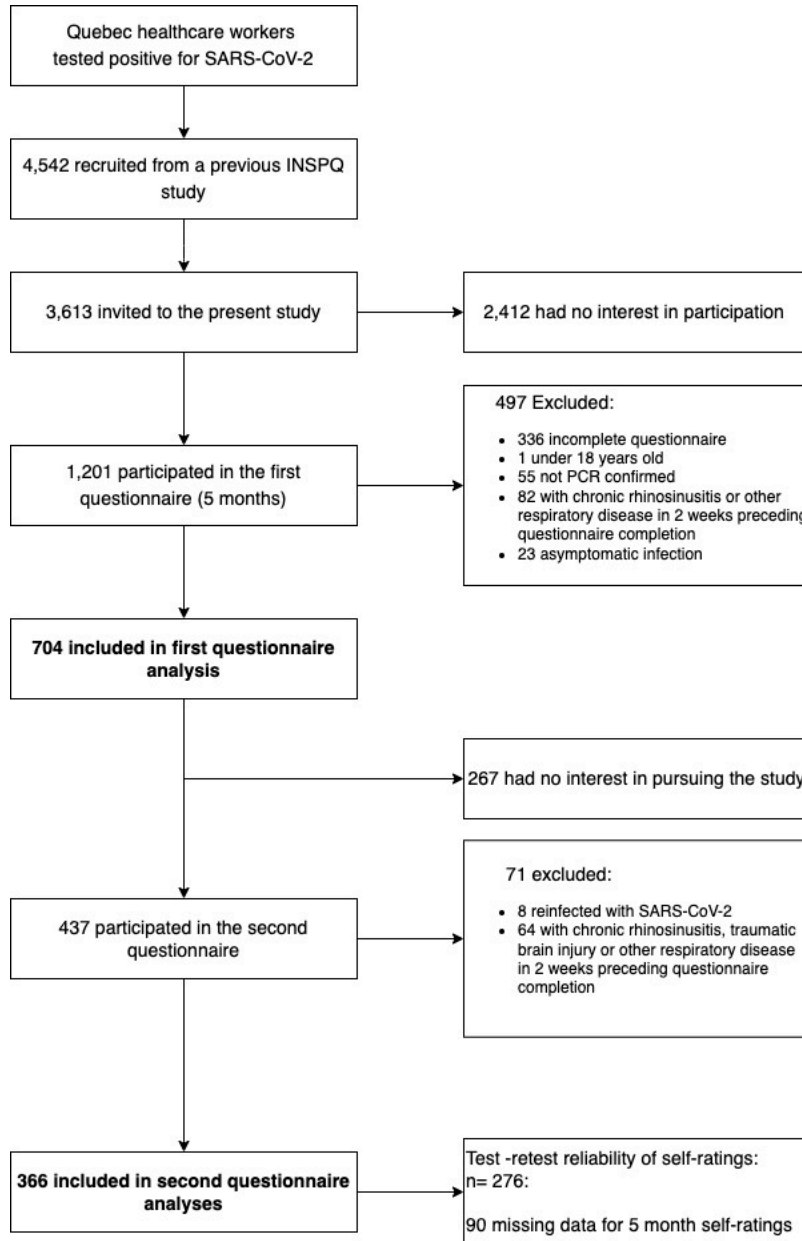 Quebec healthcare workers
tested positive for SARS-CoV-2
4,542 recruited from a previous INSPQ
study
3,613 invited to the present study
2,412 had no interest in participation
497 Excluded:
• 336 incomplete questionnaire
• 1 under 18 years old
• 55 not PCR confirmed
• 82 with chronic rhinosinusitis or other
respiratory disease in 2 weeks preceding
questionnaire completion
• 23 asymptomatic infection
1,201 participated in the first
questionnaire (5 months)
704 included in first questionnaire
analysis
267 had no interest in pursuing the study
71 excluded:
• 8 reinfected with SARS-CoV-2
• 64 with chronic rhinosinusitis, traumatic
brain injury or other respiratory disease
in 2 weeks preceding questionnaire
completion
437 participated in the second
questionnaire
366 included in second questionnaire
analyses
Test -retest reliability of self-ratings:
n= 276:
90 missing data for 5 month self-ratings